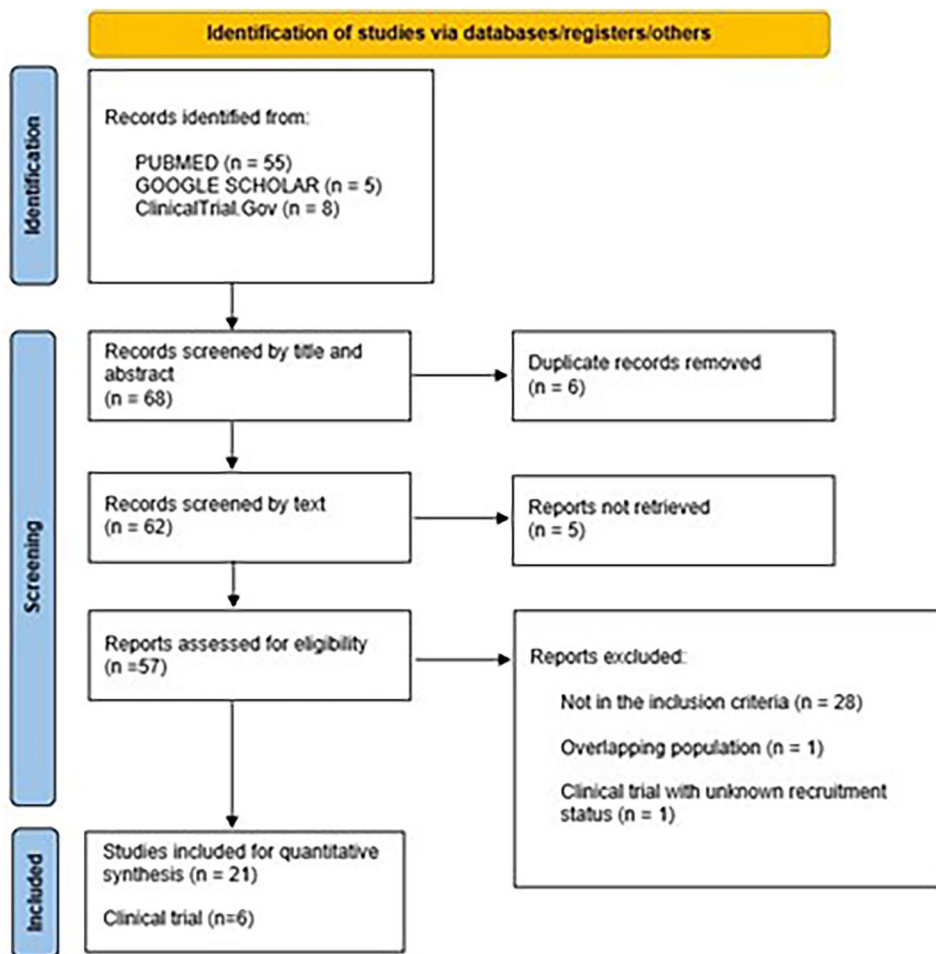 Identification of studies via databases/registers/others
Identification
Records identified from:
PUBMED (n = 55)
GOOGLE SCHOLAR (n = 5)
ClinicalTrial.Gov (n = 8)
Screening
Records screened by title and
abstract
(n = 68)
Duplicate records removed
(n = 6)
Records screened by text
(n = 62)
Reports not retrieved
(n = 5)
Reports assessed for eligibility
(n =57)
Reports excluded:
Not in the inclusion criteria (n = 28)
Overlapping population (n = 1)
Clinical trial with unknown recruitment
status (n = 1)
Included
Studies included for quantitative
synthesis (n = 21)
Clinical trial (n=6)